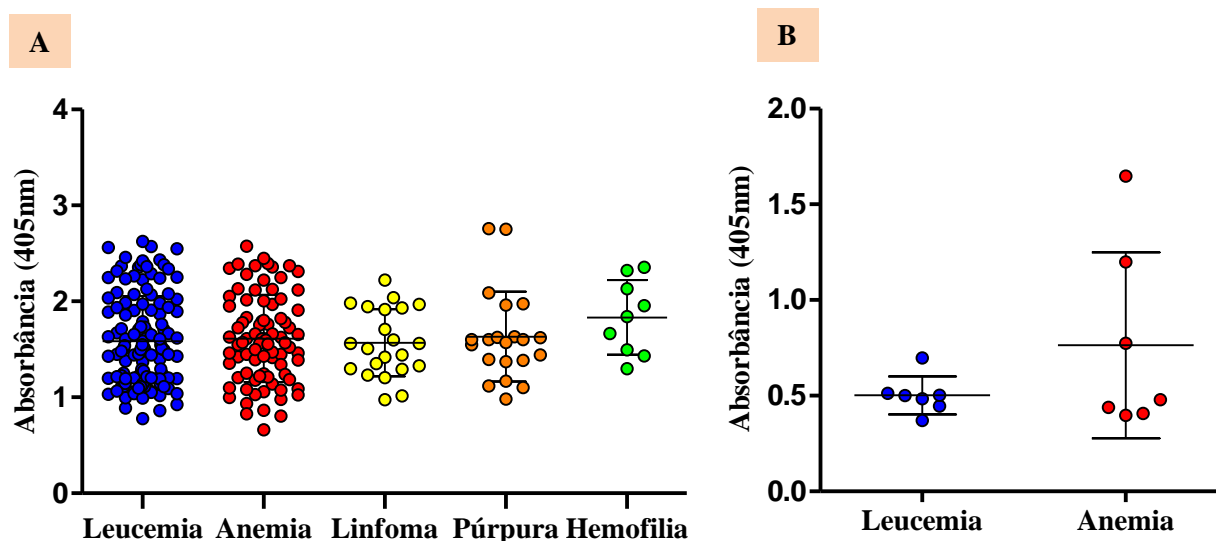 A
Absorbância (405nm)
4
3
2
1
0
Leucemia Anemia Linfoma Púrpura Hemofilia
B
Absorbância (405nm)
2.0
1.5
1.0
0.5
0.0
Leucemia Anemia